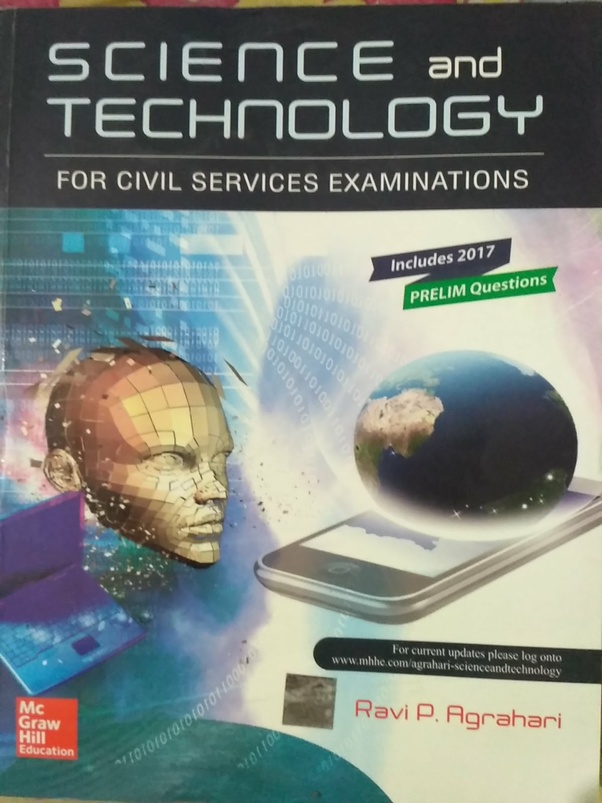 SCIENCE and
TECHNOLOGY
FOR CIVIL SERVICES EXAMINATIONS
Includes 2017
PRELIM Questions
For current updates please log onto
www.mhhe.com/agrahari-scienceandtechnology
Ravi P. Agrahari
Mc
Graw
Hill
Education